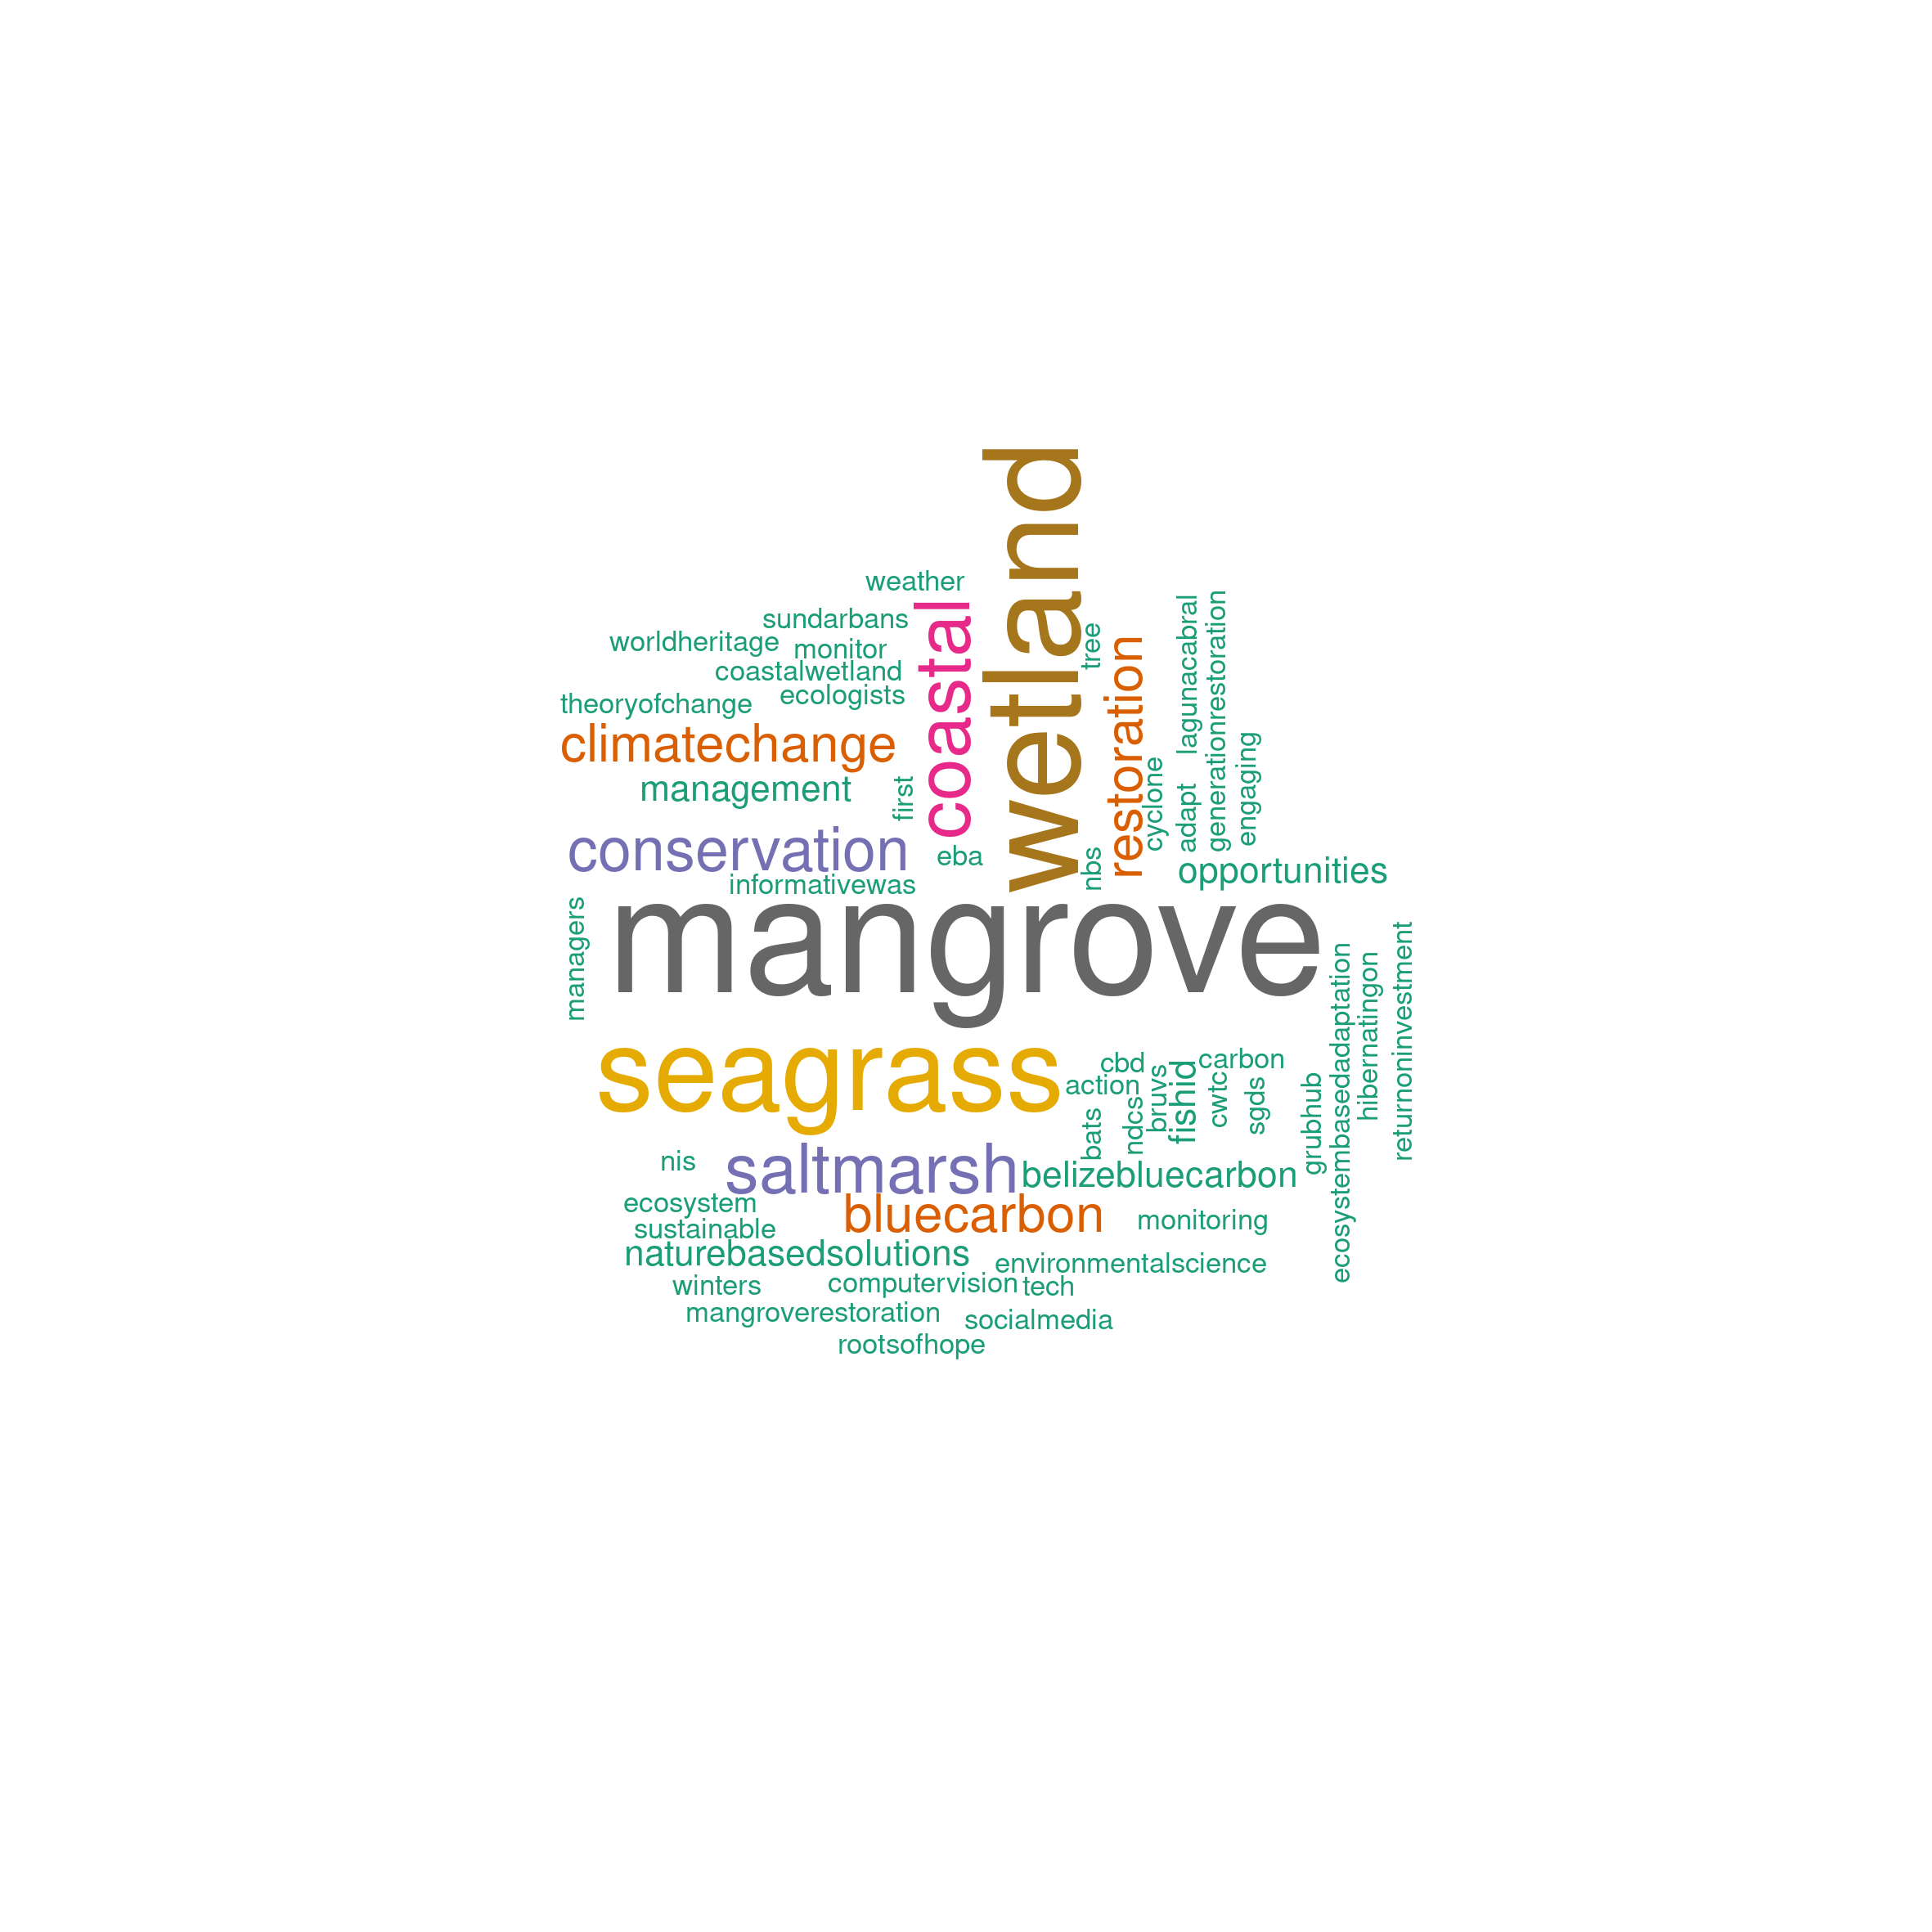 wetland
weather
coastal
sundarbans
worldheritage
monitor
coastalwetland
ecologists
theoryofchange
climatechange
management
first
conservation
eba
informativewas
tree
restoration
cyclone
lagunacabral
adapt
generationrestoration
engaging
nbs
opportunities
managers
mangrove
seagrass
cbd
carbon
action
bats
ndcs
bruvs
fishid
cwtc
sgds
grubhub
ecosystembasedadaptation
hibernatingon
returnoninvestment
nis
saltmarsh
belizebluecarbon
ecosystem
bluecarbon
monitoring
sustainable
naturebasedsolutions
environmentalscience
winters
computervision
tech
mangroverestoration
socialmedia
rootsofhope